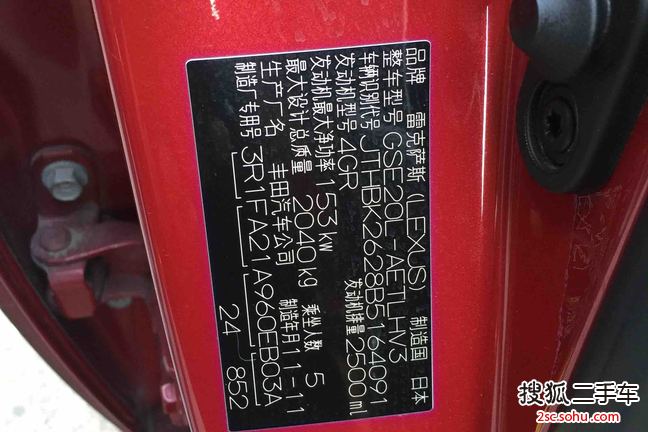 品牌 雷克萨斯 (LEXUS) 制造国 日本
整车型号 GSE20L-AETLHV3
车辆识别代号 JTHBK2628B5164091
发动机型号 4GR 发动机排量 2500ml
发动机最大净功率 153kw
最大设计总质量 2040kg 乘坐人数 5
生产厂名 丰田汽车公司 制造年月 11-11
制造厂专用号 3R1FA21A960EB03A
24 852
搜狐二手车
2sc.sohu.com